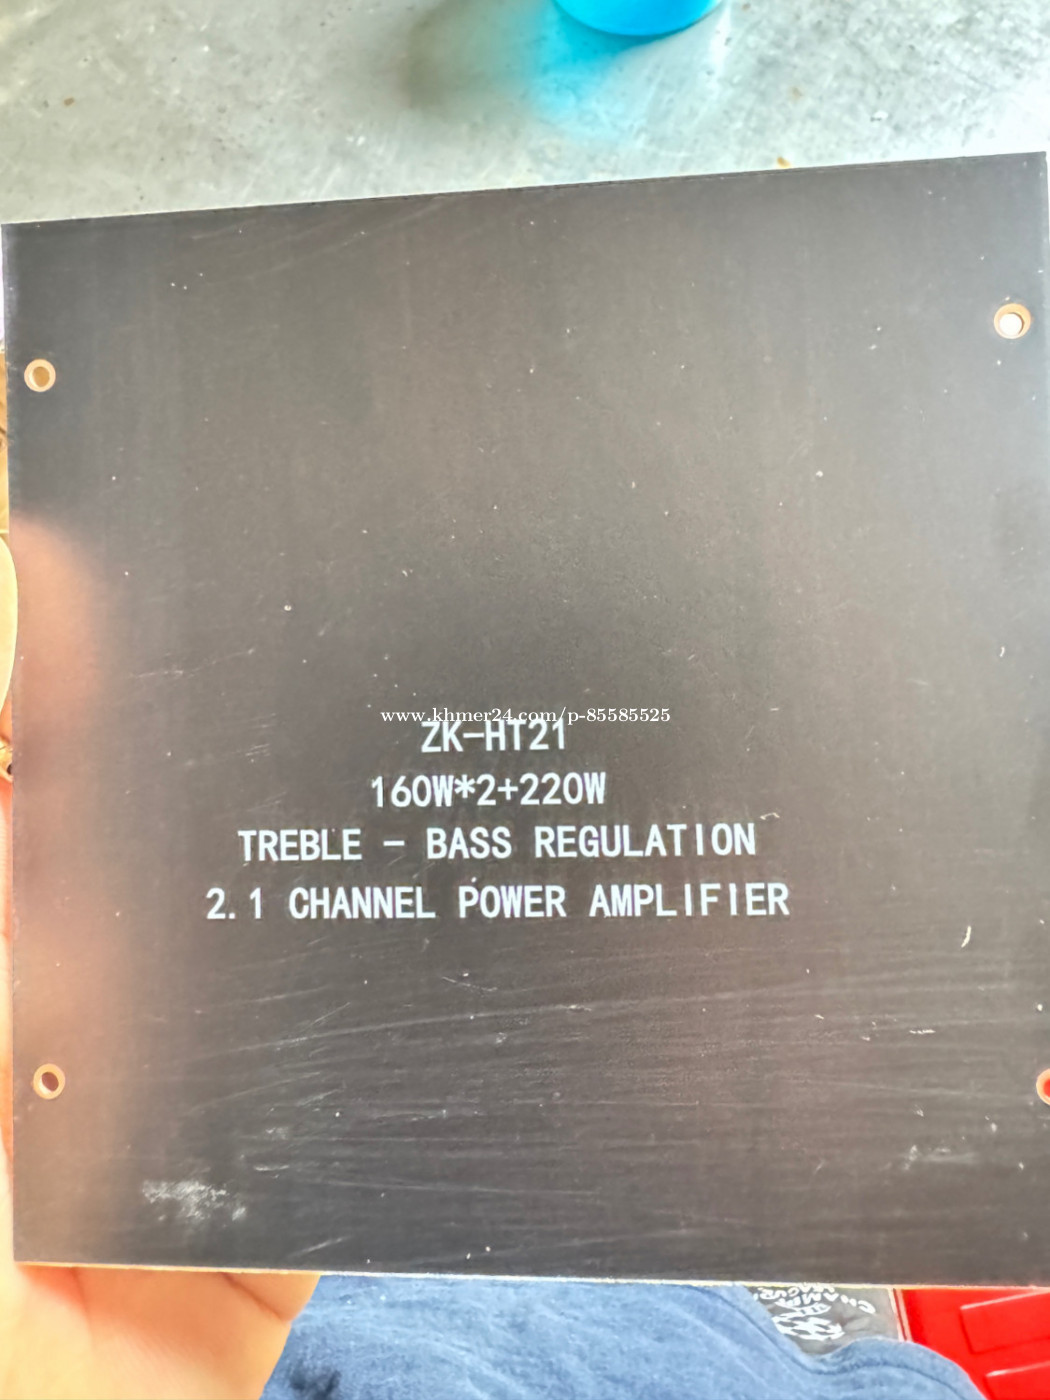 www.khmer24.com/p-85585525
ZK-HT21
160W*2+220W
TREBLE - BASS REGULATION
2.1 CHANNEL POWER AMPLIFIER